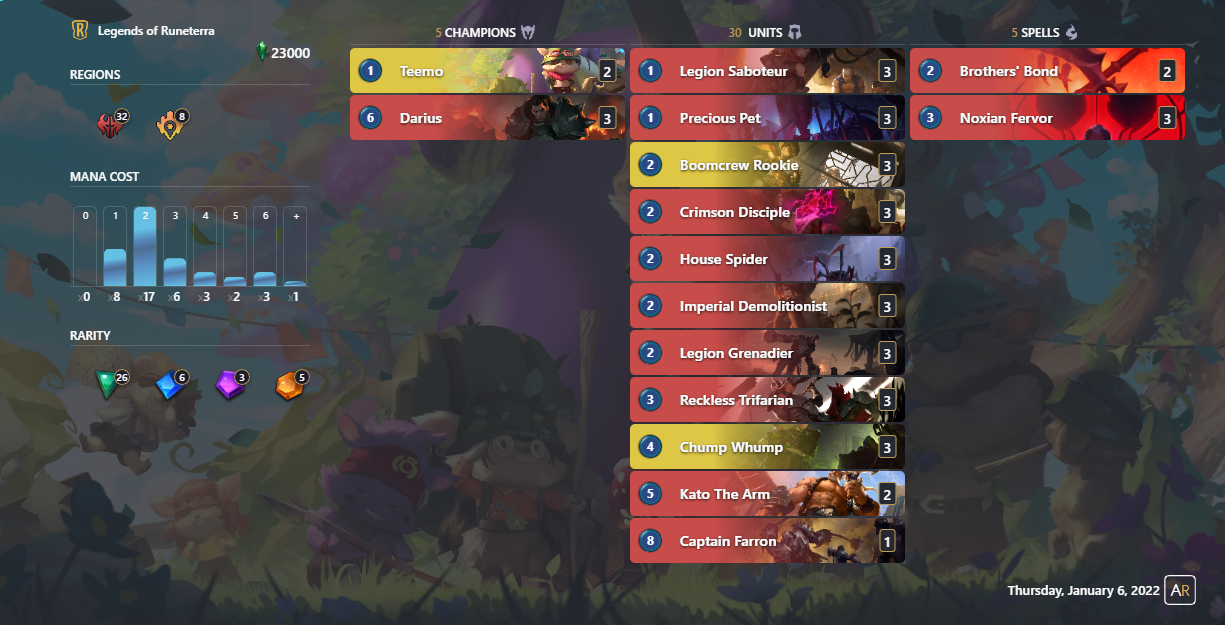 Legends of Runeterra
23000
REGIONS
32 8
MANA COST
0 1 2 3 4 5 6 +
x0 x8 x17 x6 x3 x2 x3 x1
RARITY
26 6 3 5
5 CHAMPIONS
1 Teemo 2
6 Darius 3
30 UNITS
1 Legion Saboteur 3
1 Precious Pet 3
2 Boomcrew Rookie 3
2 Crimson Disciple 3
2 House Spider 3
2 Imperial Demolitionist 3
2 Legion Grenadier 3
3 Reckless Trifarian 3
4 Chump Whump 3
5 Kato The Arm 2
8 Captain Farron 1
5 SPELLS
2 Brothers' Bond 2
3 Noxian Fervor 3
Thursday, January 6, 2022 AR